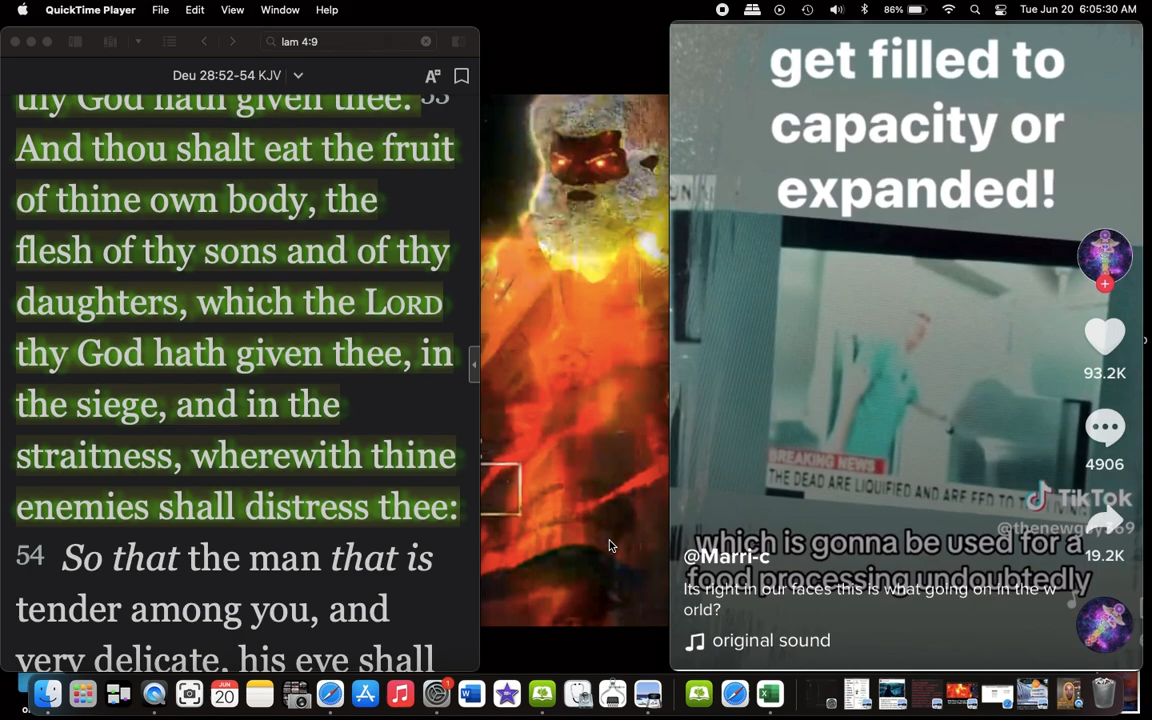 QuickTime Player File Edit View Window Help 86% Tue Jun 20 6:05:30 AM
lam 4:9
Deu 28:52-54 KJV
thy God hath given thee. 53
And thou shalt eat the fruit
of thine own body, the
flesh of thy sons and of thy
daughters, which the LORD
thy God hath given thee, in
the siege, and in the
straitness, wherewith thine
enemies shall distress thee:
54 So that the man that is
tender among you, and
very delicate, his eye shall
get filled to
capacity or
expanded!
93.2K
4906
BREAKING NEWS
THE DEAD ARE LIQUIFIED AND ARE FED TO T
TikTok
which is gonna be used for a
food processing undoubtedly
19.2K
@Marri-c
Its right in our faces this is what going on in the w
orld?
original sound
JUN
20
1